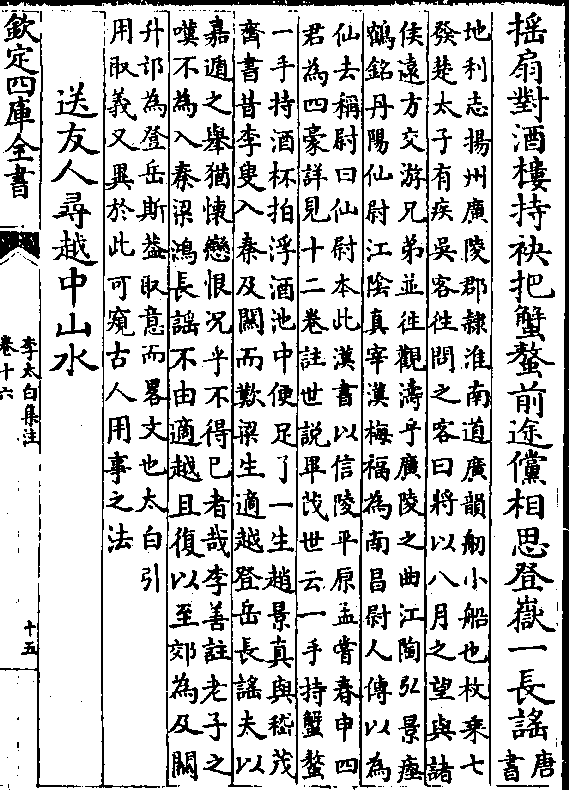 揺扇對酒樓持袂把蟹螯前途儻相思登嶽一長謡唐
書
地利志揚州廣陵郡隷淮南道廣韻舠小船也枚乗七
發楚太子有疾吳客往問之客曰將以八月之望與諸
侯逺方交游兄弟並往觀濤乎廣陵之曲江陶弘景瘞
鶴銘丹陽仙尉江隂真宰漢梅福為南昌尉人傳以為
仙去稱尉曰仙尉本此漢書以信陵平原孟嘗春申四
君為四豪詳見十二卷註世説畢茂世云一手持蟹螯
一手持酒杯拍浮酒池中便足了一生趙景真與嵇茂
齊書昔李叟入秦及闗而歎梁生適越登岳長謡夫以
嘉遁之舉猶懐戀恨况乎不得已者哉李善註老子之
嘆不為入秦梁鴻長謡不由適越且復以至郊為及闗
升邙為登岳斯葢取意而畧文也太白引
用取義又異於此可窺古人用事之法
送友人尋越中山水
欽定四庫全書
李太白集注
卷十六
十五